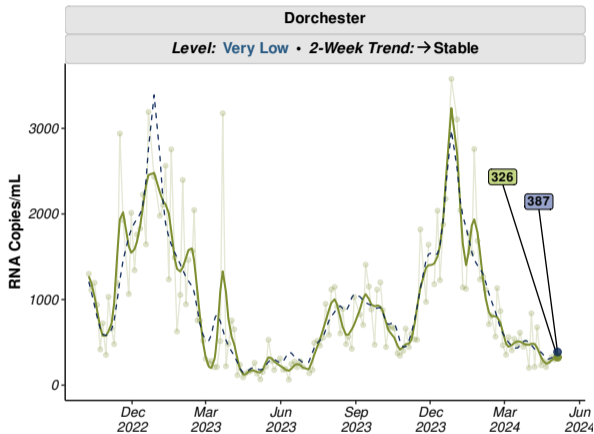 Dorchester
Level: Very Low • 2-Week Trend: → Stable
RNA Copies/mL
3000
2000
1000
0
326
387
Dec
2022
Mar
2023
Jun
2023
Sep
2023
Dec
2023
Mar
2024
Jun
2024